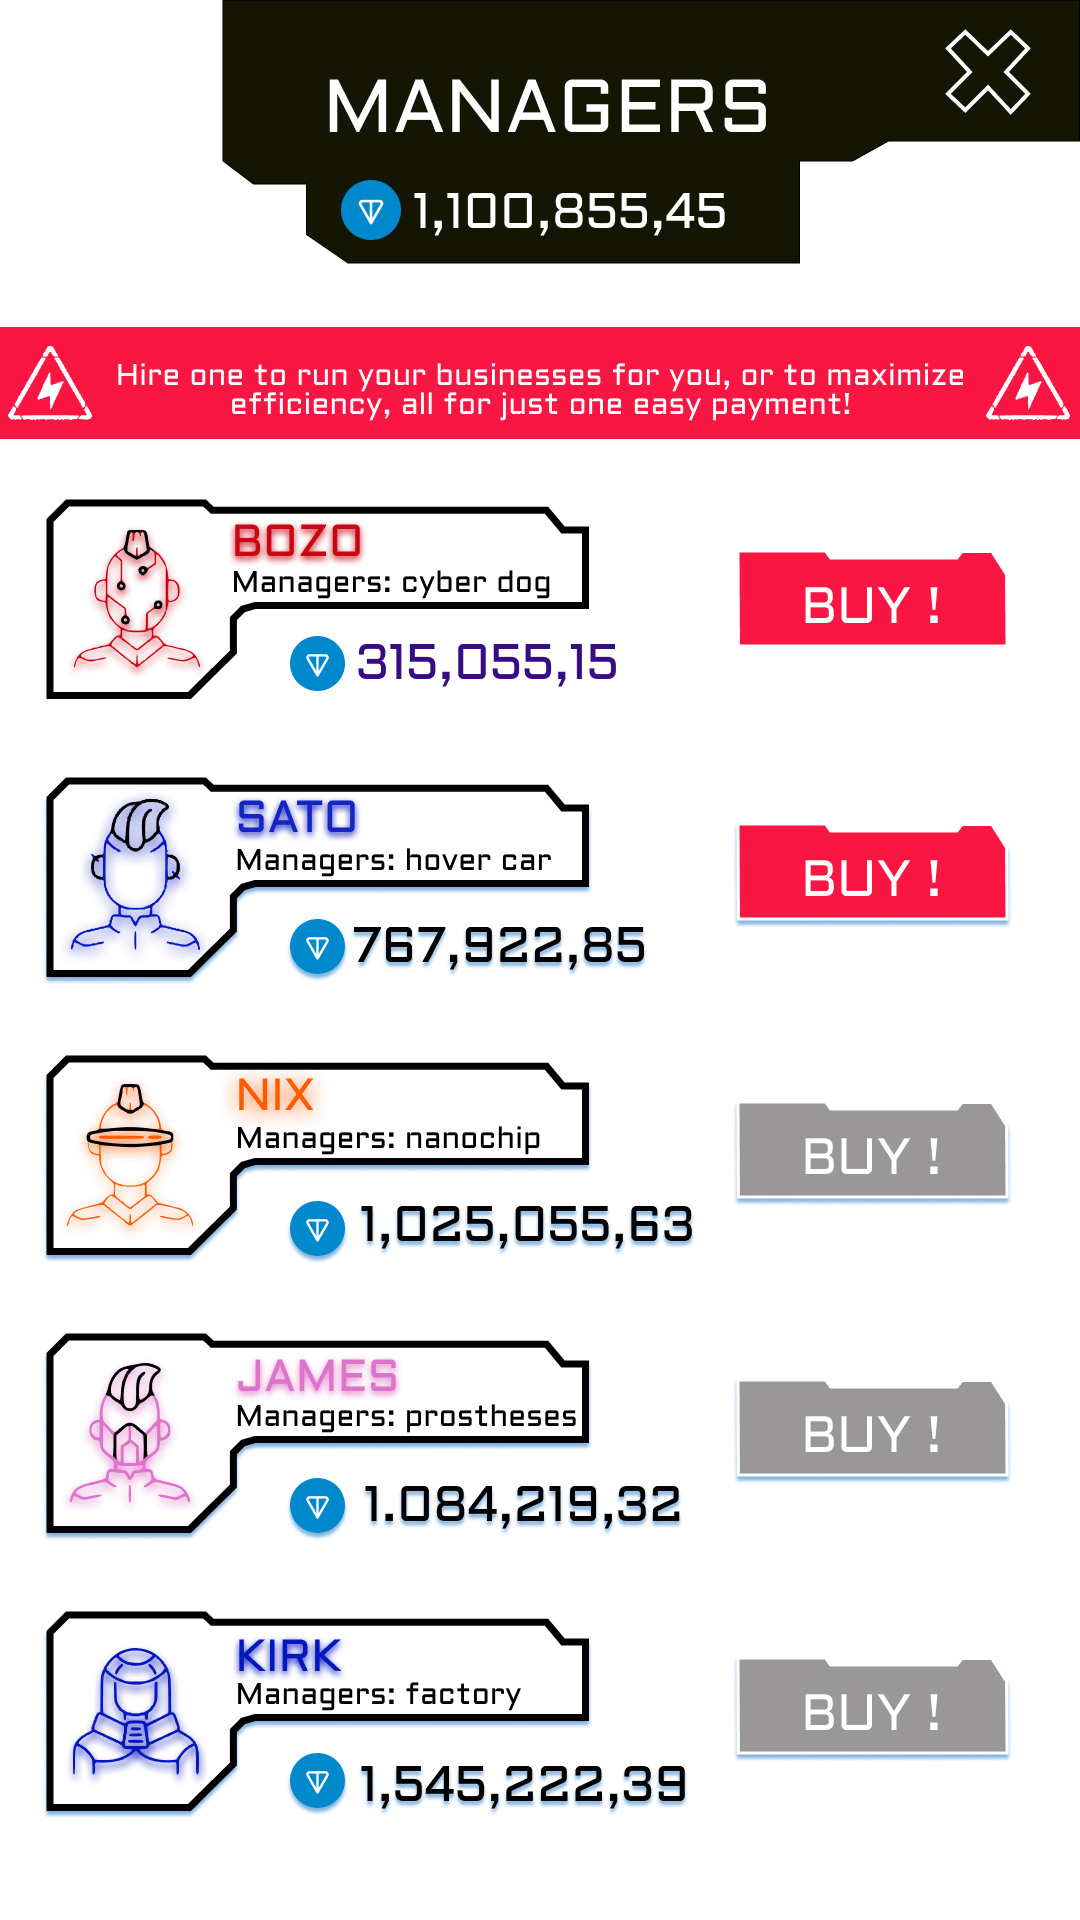 MANAGERS
1,100,855,45
Hire one to run your businesses for you, or to maximize
efficiency, all for just one easy payment!
BOZO
Managers: cyber dog
315,055,15
BUY !
SATO
Managers: hover car
767,922,85
BUY !
NIX
Managers: nanochip
1,025,055,63
BUY !
JAMES
Managers: prostheses
1.084,219,32
BUY !
KIRK
Managers: factory
1,545,222,39
BUY !